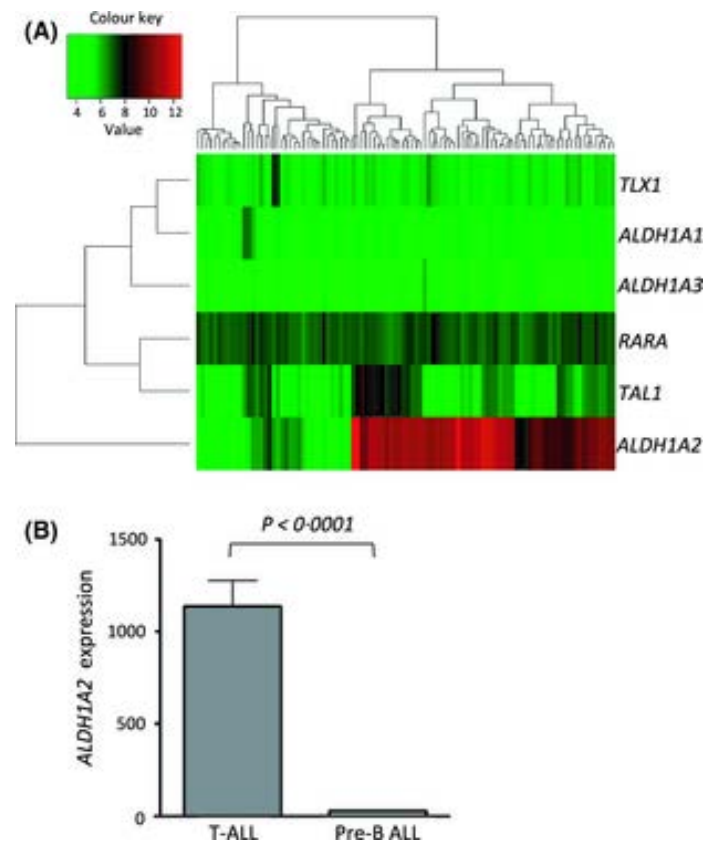 (A)
Colour key
4 6 8 10 12
Value
TLX1
ALDH1A1
ALDH1A3
RARA
TAL1
ALDH1A2
(B)
P < 0·0001
1500
1000
500
0
ALDH1A2 expression
T-ALL Pre-B ALL